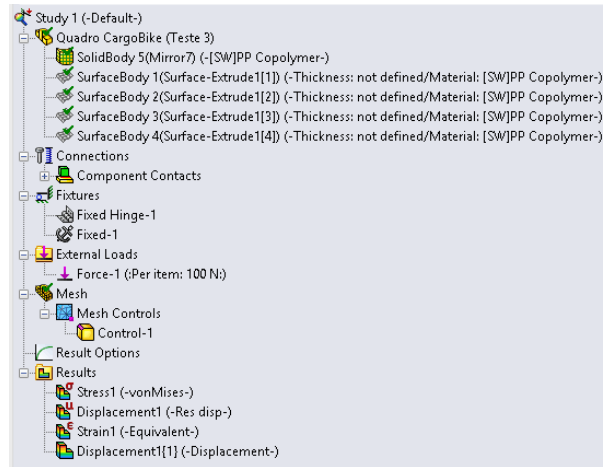 Study 1 (-Default-)
Quadro CargoBike (Teste 3)
SolidBody 5(Mirror7) (-[SW]PP Copolymer-)
SurfaceBody 1(Surface-Extrude1[1]) (-Thickness: not defined/Material: [SW]PP Copolymer-)
SurfaceBody 2(Surface-Extrude1[2]) (-Thickness: not defined/Material: [SW]PP Copolymer-)
SurfaceBody 3(Surface-Extrude1[3]) (-Thickness: not defined/Material: [SW]PP Copolymer-)
SurfaceBody 4(Surface-Extrude1[4]) (-Thickness: not defined/Material: [SW]PP Copolymer-)
Connections
Component Contacts
Fixtures
Fixed Hinge-1
Fixed-1
External Loads
Force-1 (:Per item: 100 N:)
Mesh
Mesh Controls
Control-1
Result Options
Results
Stress1 (-vonMises-)
Displacement1 (-Res disp-)
Strain1 (-Equivalent-)
Displacement1{1} (-Displacement-)